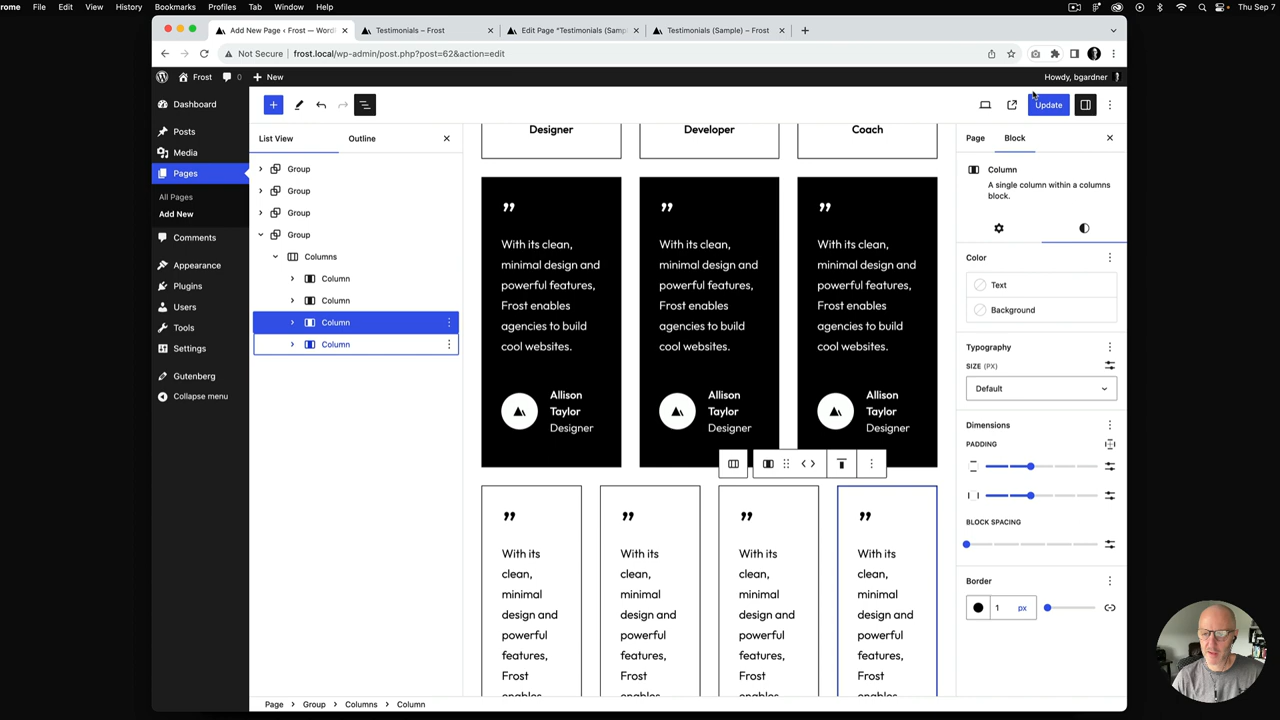 rome File Edit View History Bookmarks Profiles Tab Window Help Thu Sep 7
Add New Page ‹ Frost — Word Testimonials – Frost Edit Page "Testimonials (Samp Testimonials (Sample) – Frost
Not Secure frost.local/wp-admin/post.php?post=62&action=edit
Frost 0 New Howdy, bgardner
Dashboard
Posts
Media
Pages
All Pages
Add New
Comments
Appearance
Plugins
Users
Tools
Settings
Gutenberg
Collapse menu
Update
List View Outline
Group
Group
Group
Group
Columns
Column
Column
Column
Column
Designer Developer Coach
” ” ”
With its clean,
minimal design and
powerful features,
Frost enables
agencies to build
cool websites.
Allison
Taylor
Designer
With its clean,
minimal design and
powerful features,
Frost enables
agencies to build
cool websites.
Allison
Taylor
Designer
With its clean,
minimal design and
powerful features,
Frost enables
agencies to build
cool websites.
Allison
Taylor
Designer
” ” ” ”
With its
clean,
minimal
design and
powerful
features,
Frost
enables
With its
clean,
minimal
design and
powerful
features,
Frost
enables
With its
clean,
minimal
design and
powerful
features,
Frost
enables
With its
clean,
minimal
design and
powerful
features,
Frost
enables
Page Block
Column
A single column within a columns
block.
Color
Text
Background
Typography
SIZE (PX)
Default
Dimensions
PADDING
BLOCK SPACING
Border
1 px
Page › Group › Columns › Column